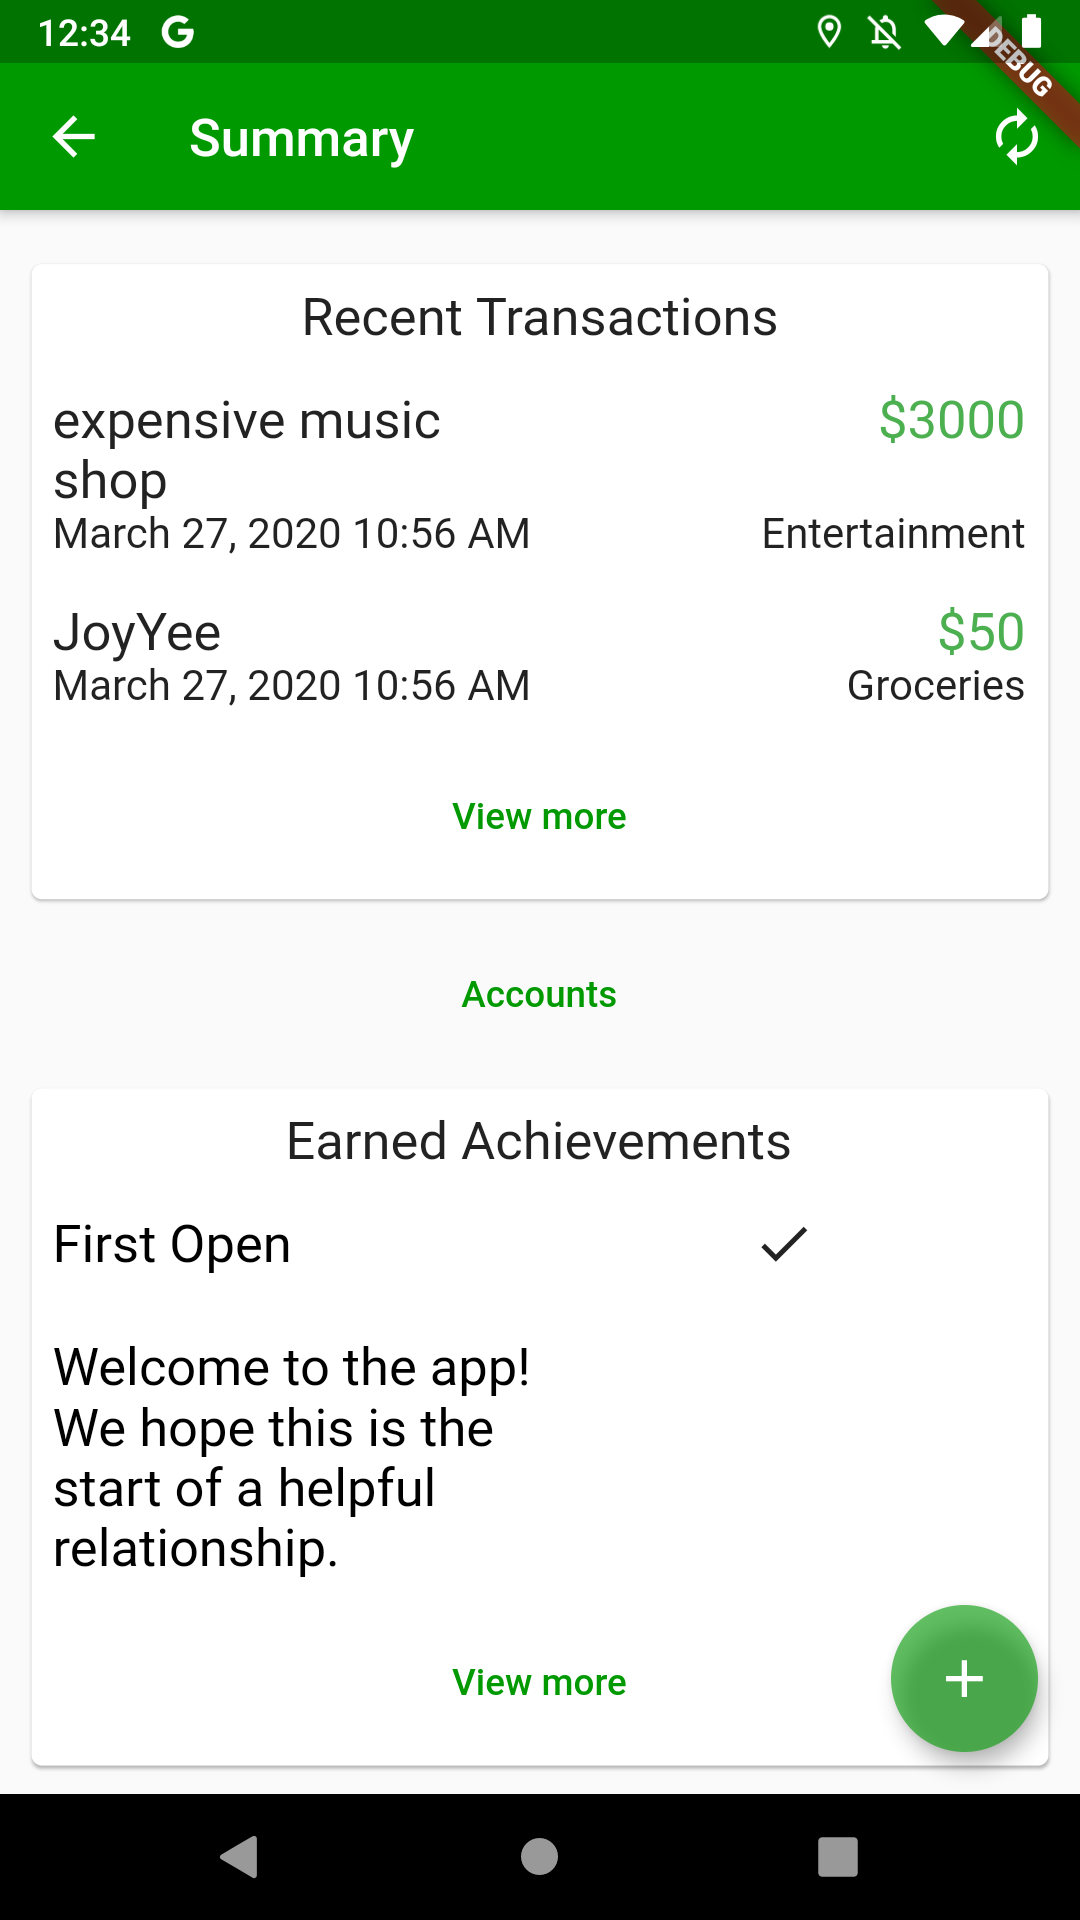 12:34
DEBUG
Summary
Recent Transactions
expensive music $3000
shop
March 27, 2020 10:56 AM Entertainment
JoyYee $50
March 27, 2020 10:56 AM Groceries
View more
Accounts
Earned Achievements
First Open
Welcome to the app!
We hope this is the
start of a helpful
relationship.
View more